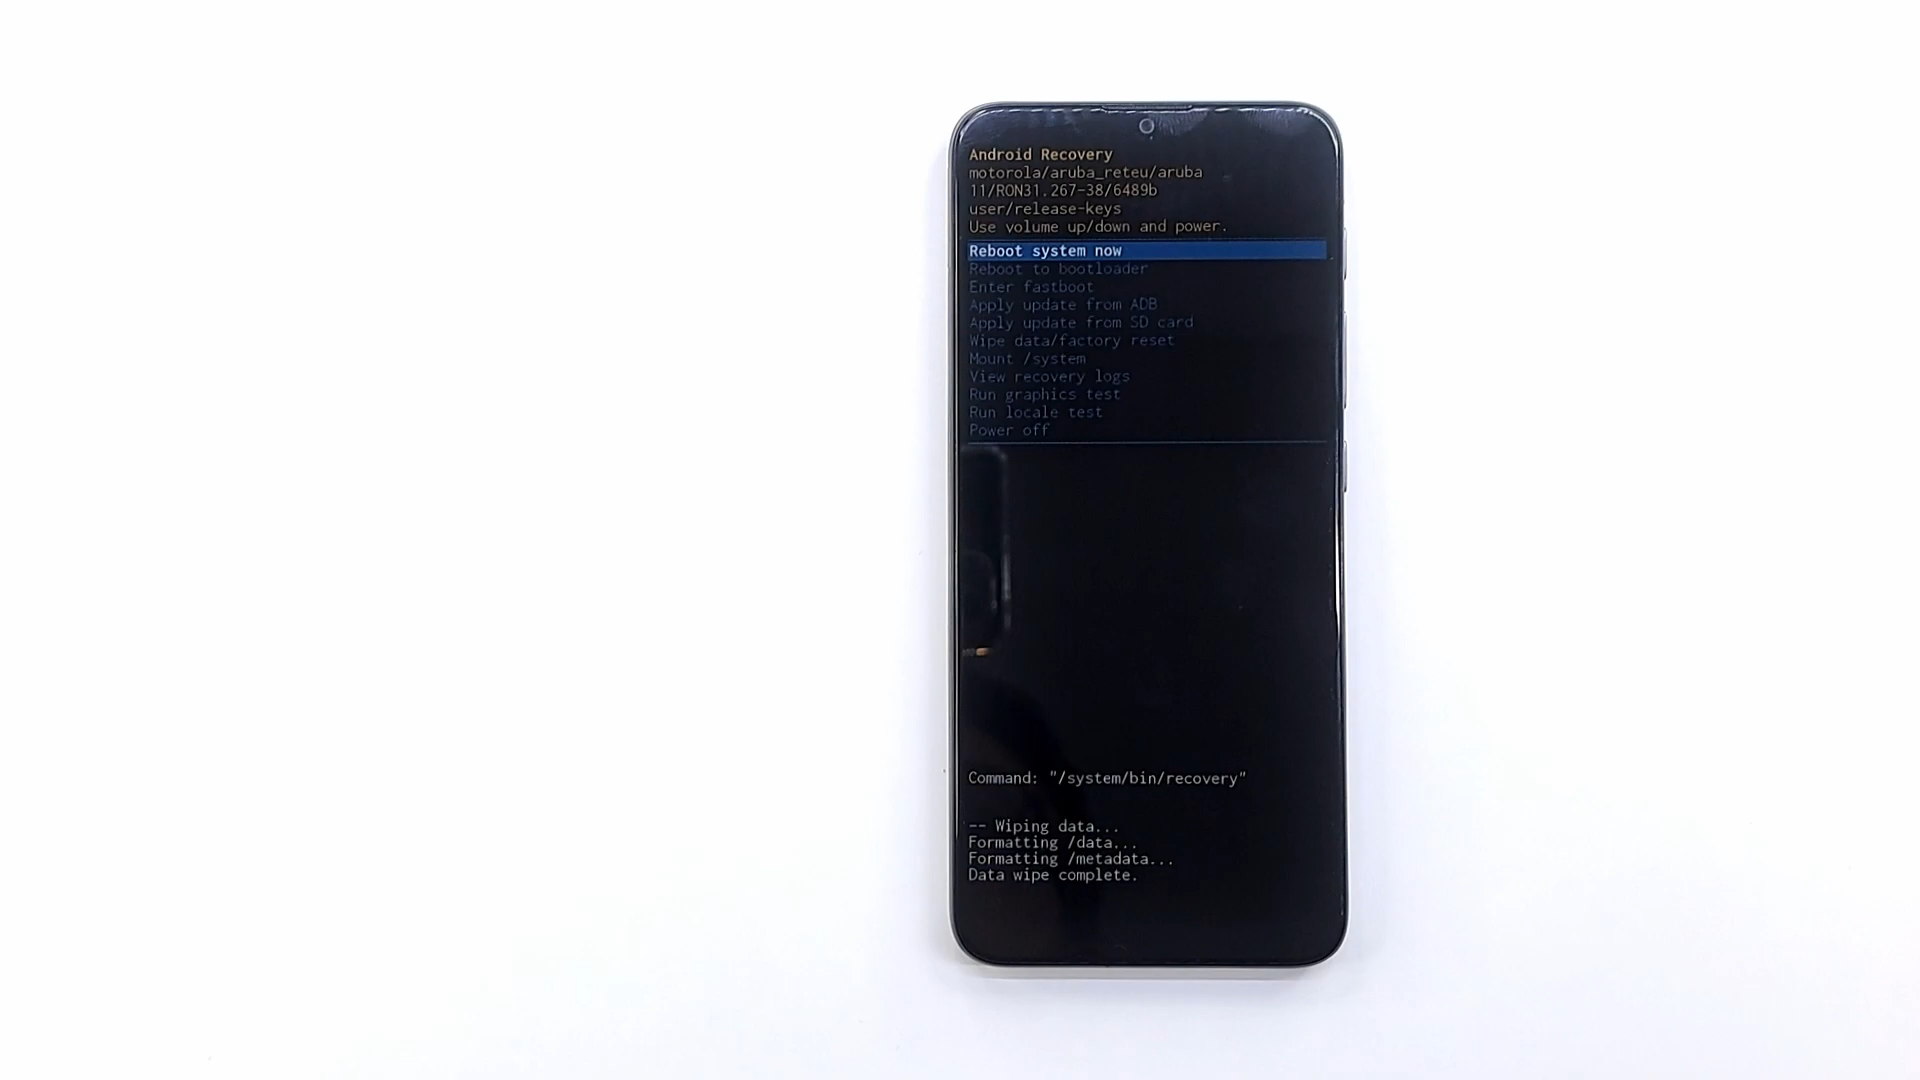 Android Recovery
motorola/aruba_reteu/aruba
11/RON31.267-38/6489b
user/release-keys
Use volume up/down and power.
Reboot system now
Reboot to bootloader
Enter fastboot
Apply update from ADB
Apply update from SD card
Wipe data/factory reset
Mount /system
View recovery logs
Run graphics test
Run locale test
Power off
Command: "/system/bin/recovery"
-- Wiping data...
Formatting /data...
Formatting /metadata...
Data wipe complete.